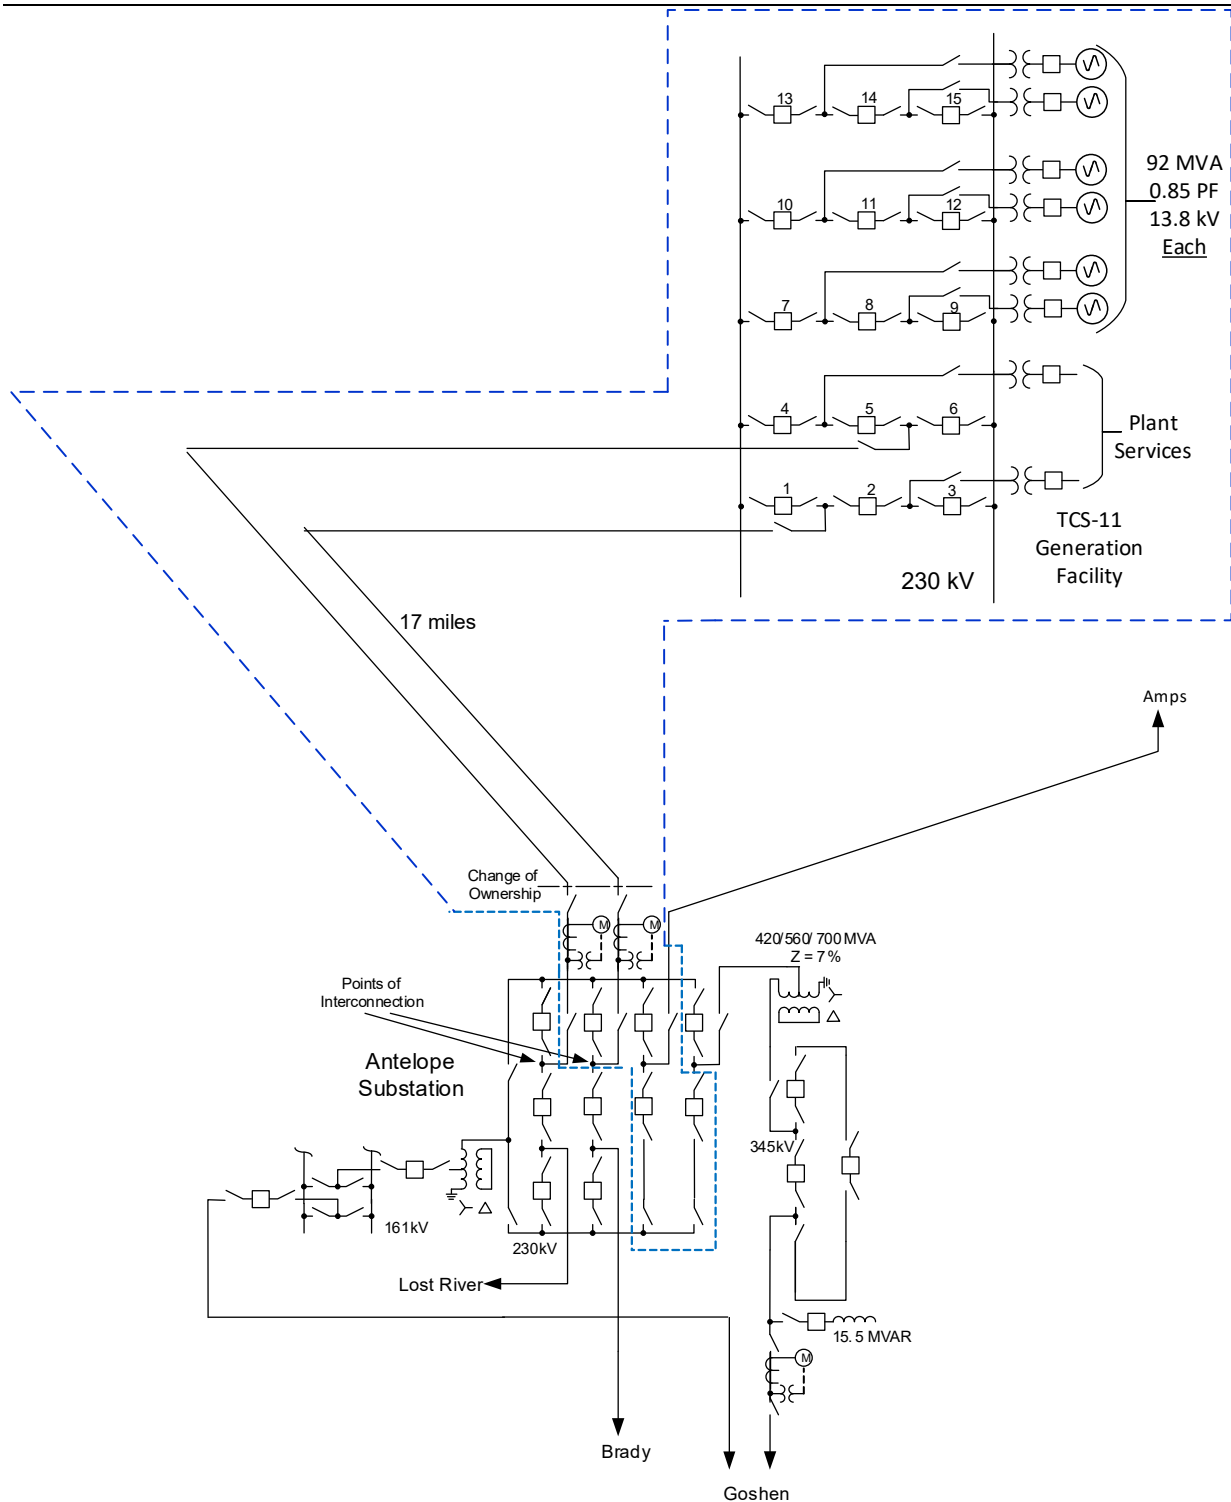 13
14
15
10
11
12
92 MVA
0.85 PF
13.8 kV
Each
7
8
9
4
5
6
Plant
Services
1
2
3
TCS-11
Generation
Facility
230 kV
17 miles
Amps
Change of
Ownership
M
M
420/560/700 MVA
Z = 7%
Points of
Interconnection
Antelope
Substation
345kV
161kV
230kV
Lost River
15.5 MVAR
M
Brady
Goshen